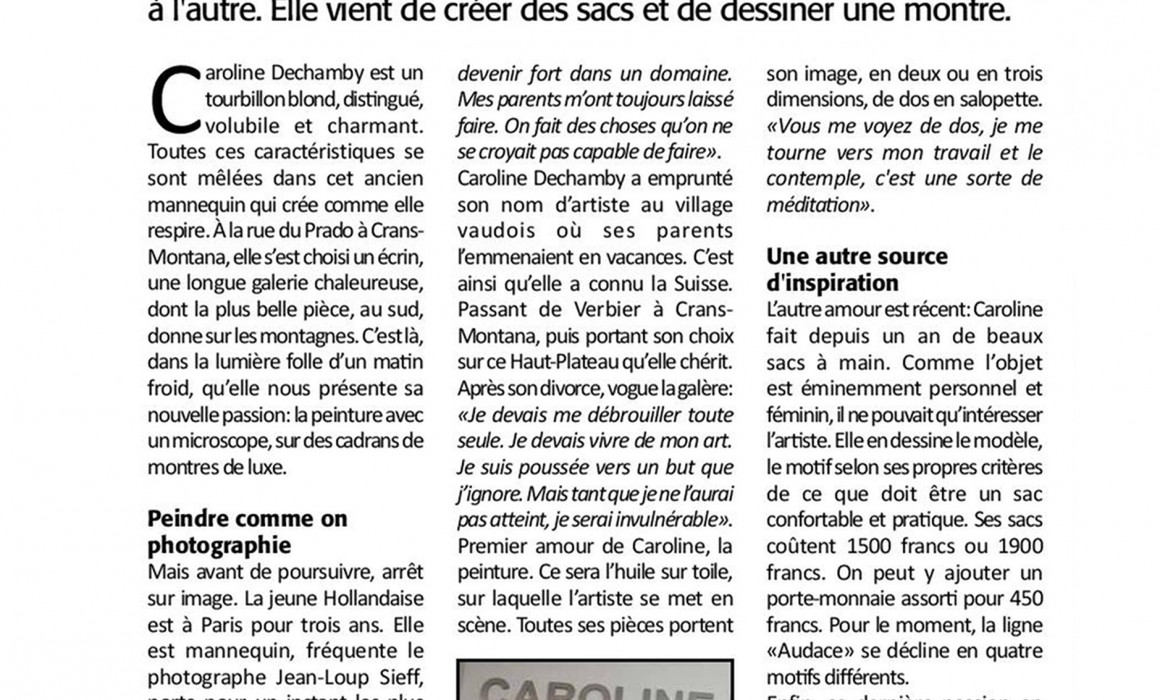 à l'autre. Elle vient de créer des sacs et de dessiner une montre.
Caroline Dechamby est un
tourbillon blond, distingué,
volubile et charmant.
Toutes ces caractéristiques se
sont mêlées dans cet ancien
mannequin qui crée comme elle
respire. À la rue du Prado à Crans-
Montana, elle s’est choisi un écrin,
une longue galerie chaleureuse,
dont la plus belle pièce, au sud,
donne sur les montagnes. C’est là,
dans la lumière folle d’un matin
froid, qu’elle nous présente sa
nouvelle passion: la peinture avec
un microscope, sur des cadrans de
montres de luxe.
Peindre comme on
photographie
Mais avant de poursuivre, arrêt
sur image. La jeune Hollandaise
est à Paris pour trois ans. Elle
est mannequin, fréquente le
photographe Jean-Loup Sieff,
porte pour un instant les plus
devenir fort dans un domaine.
Mes parents m’ont toujours laissé
faire. On fait des choses qu’on ne
se croyait pas capable de faire».
Caroline Dechamby a emprunté
son nom d’artiste au village
vaudois où ses parents
l’emmenaient en vacances. C’est
ainsi qu’elle a connu la Suisse.
Passant de Verbier à Crans-
Montana, puis portant son choix
sur ce Haut-Plateau qu’elle chérit.
Après son divorce, vogue la galère:
«Je devais me débrouiller toute
seule. Je devais vivre de mon art.
Je suis poussée vers un but que
j’ignore. Mais tant que je ne l’aurai
pas atteint, je serai invulnérable».
Premier amour de Caroline, la
peinture. Ce sera l’huile sur toile,
sur laquelle l’artiste se met en
scène. Toutes ses pièces portent
CAROLINE
son image, en deux ou en trois
dimensions, de dos en salopette.
«Vous me voyez de dos, je me
tourne vers mon travail et le
contemple, c'est une sorte de
méditation».
Une autre source
d'inspiration
L’autre amour est récent: Caroline
fait depuis un an de beaux
sacs à main. Comme l’objet
est éminemment personnel et
féminin, il ne pouvait qu’intéresser
l’artiste. Elle en dessine le modèle,
le motif selon ses propres critères
de ce que doit être un sac
confortable et pratique. Ses sacs
coûtent 1500 francs ou 1900
francs. On peut y ajouter un
porte-monnaie assorti pour 450
francs. Pour le moment, la ligne
«Audace» se décline en quatre
motifs différents.